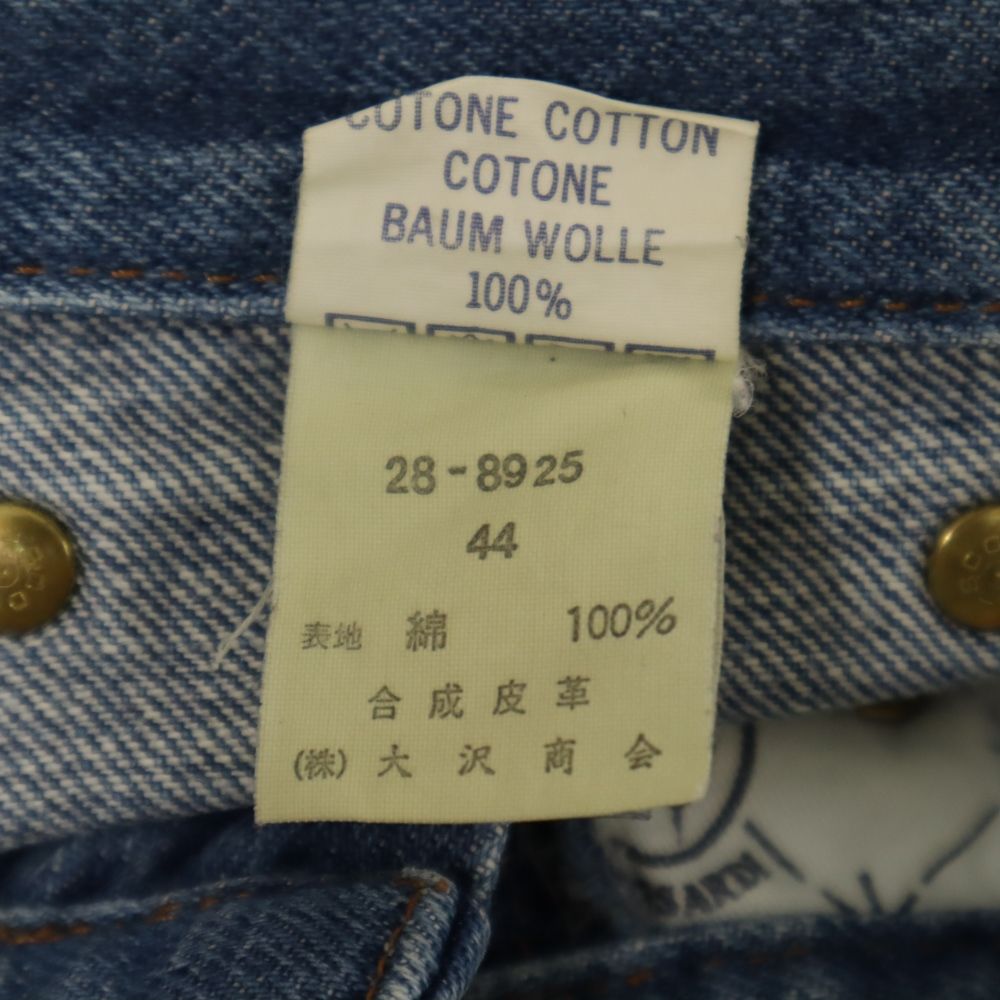 COTONE COTTON
COTONE
BAUM WOLLE
100%
28-8925
44
表地 綿 100%
合成皮革
(株) 大沢商会